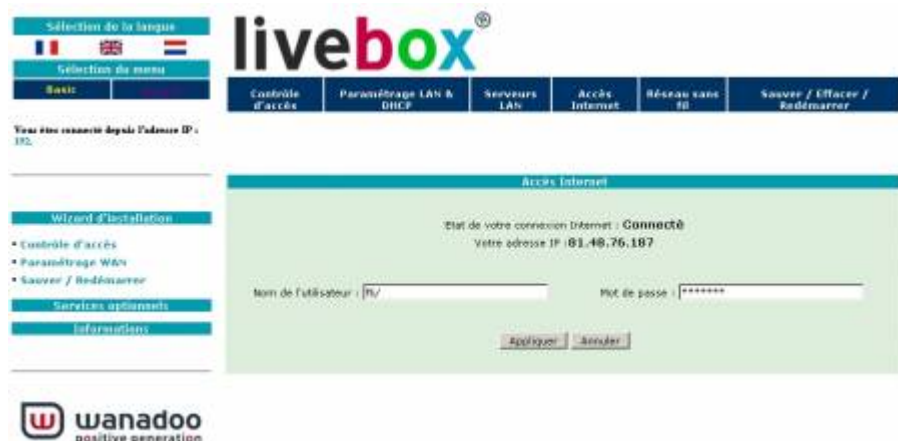 Sélection de la langue
Sélection du menu
Basic
Vous êtes connecté depuis l'adresse IP :
192.
livebox®
Contrôle d'accès
Paramétrage LAN & DHCP
Serveurs LAN
Accès Internet
Réseau sans fil
Sauver / Effacer / Redémarrer
Wizard d'installation
• Contrôle d'accès
• Paramétrage WAN
• Sauver / Redémarrer
Services optionnels
Informations
Accès Internet
Etat de votre connexion Internet : Connecté
Votre adresse IP :81.48.76.187
Nom de l'utilisateur : fti/
Mot de passe : *******
Appliquer
Annuler
wanadoo
positive generation